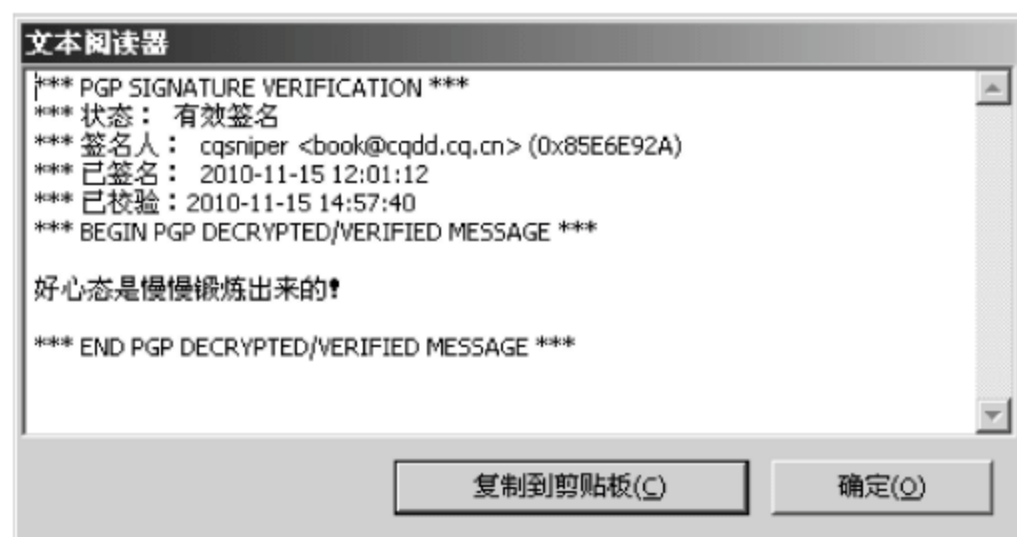 文本阅读器
*** PGP SIGNATURE VERIFICATION ***
*** 状态： 有效签名
*** 签名人： cqsniper <book@cqdd.cq.cn> (0x85E6E92A)
*** 已签名： 2010-11-15 12:01:12
*** 已校验：2010-11-15 14:57:40
*** BEGIN PGP DECRYPTED/VERIFIED MESSAGE ***
好心态是慢慢锻炼出来的！
*** END PGP DECRYPTED/VERIFIED MESSAGE ***
复制到剪贴板(C) 确定(O)